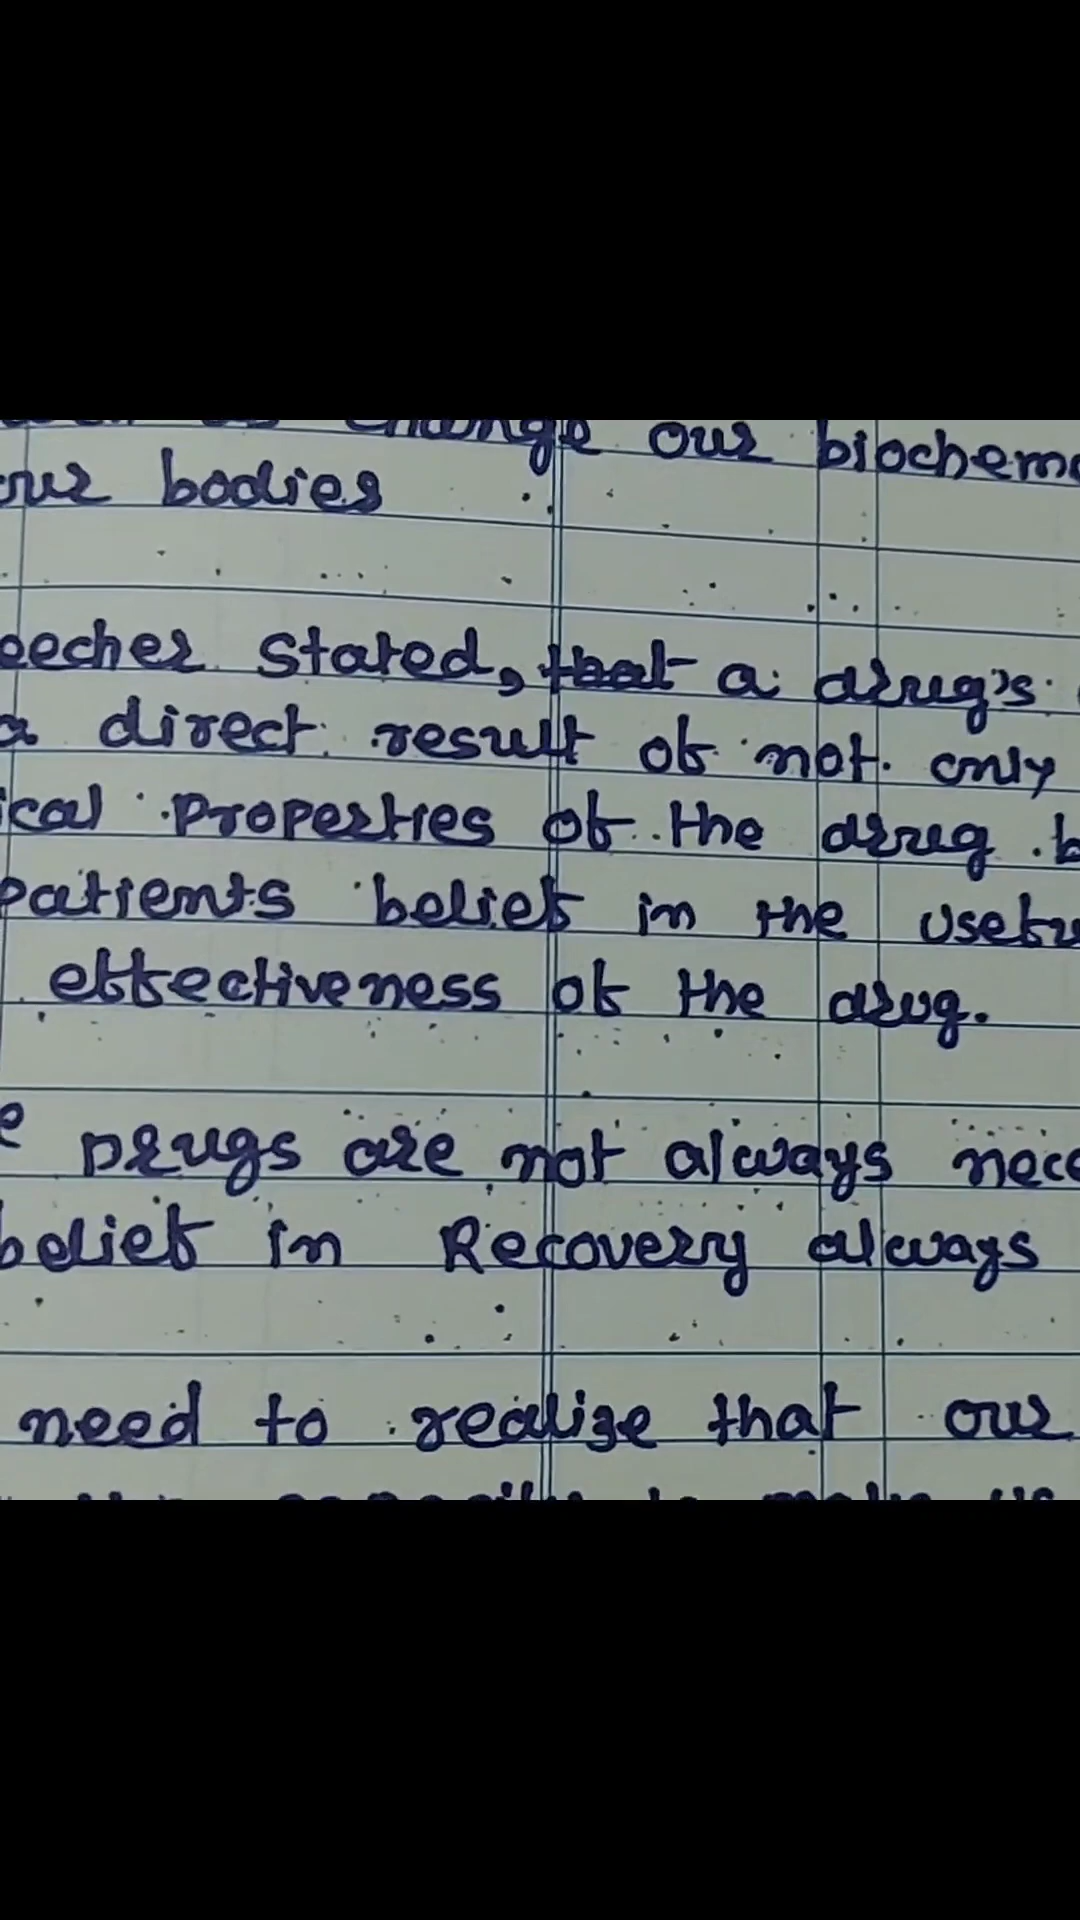 change our biocheme
our bodies
eecher stated, that a drug's
a direct result of not only
ical properties of the drug b
patients belief in the usefu
effectiveness of the drug.
e Drugs are not always nece
belief in Recovery always
need to realize that our